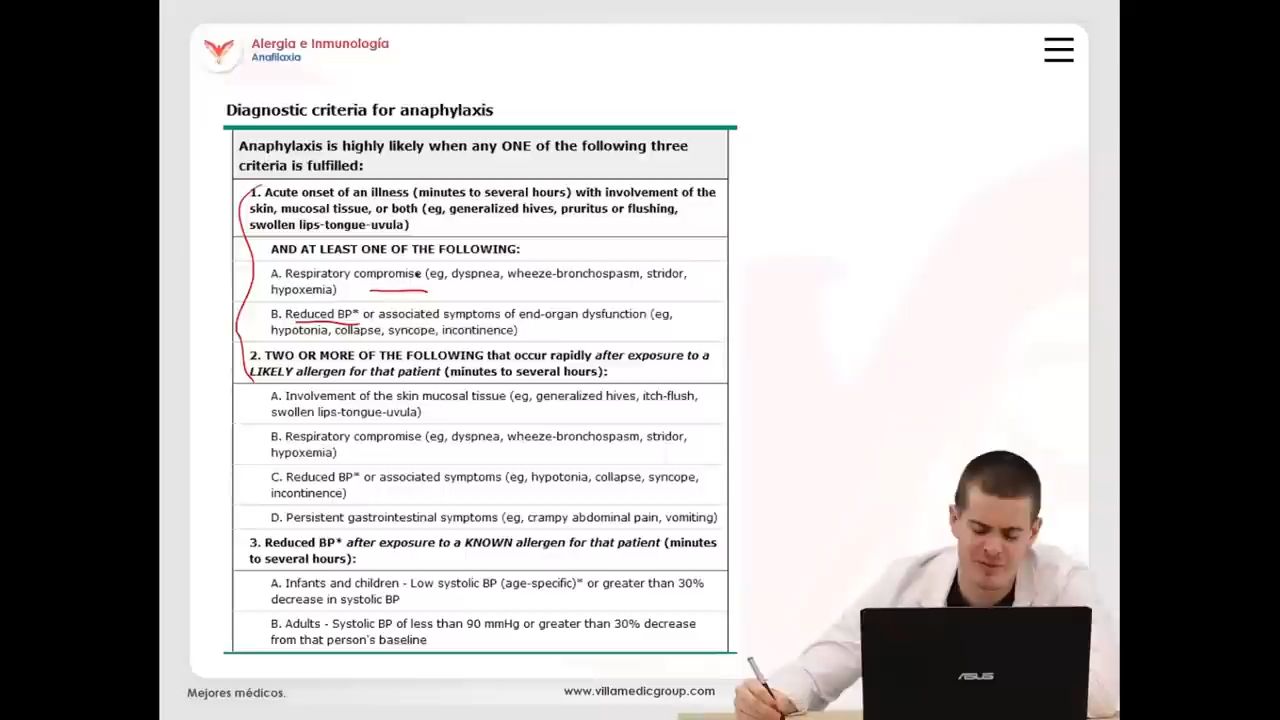 Alergia e Inmunología
Anafilaxia
Diagnostic criteria for anaphylaxis
Anaphylaxis is highly likely when any ONE of the following three
criteria is fulfilled:
1. Acute onset of an illness (minutes to several hours) with involvement of the
skin, mucosal tissue, or both (eg, generalized hives, pruritus or flushing,
swollen lips-tongue-uvula)
AND AT LEAST ONE OF THE FOLLOWING:
A. Respiratory compromise (eg, dyspnea, wheeze-bronchospasm, stridor,
hypoxemia)
B. Reduced BP* or associated symptoms of end-organ dysfunction (eg,
hypotonia, collapse, syncope, incontinence)
2. TWO OR MORE OF THE FOLLOWING that occur rapidly after exposure to a
LIKELY allergen for that patient (minutes to several hours):
A. Involvement of the skin mucosal tissue (eg, generalized hives, itch-flush,
swollen lips-tongue-uvula)
B. Respiratory compromise (eg, dyspnea, wheeze-bronchospasm, stridor,
hypoxemia)
C. Reduced BP* or associated symptoms (eg, hypotonia, collapse, syncope,
incontinence)
D. Persistent gastrointestinal symptoms (eg, crampy abdominal pain, vomiting)
3. Reduced BP* after exposure to a KNOWN allergen for that patient (minutes
to several hours):
A. Infants and children - Low systolic BP (age-specific)* or greater than 30%
decrease in systolic BP
B. Adults - Systolic BP of less than 90 mmHg or greater than 30% decrease
from that person's baseline
Mejores médicos.
www.villamedicgroup.com
ASUS